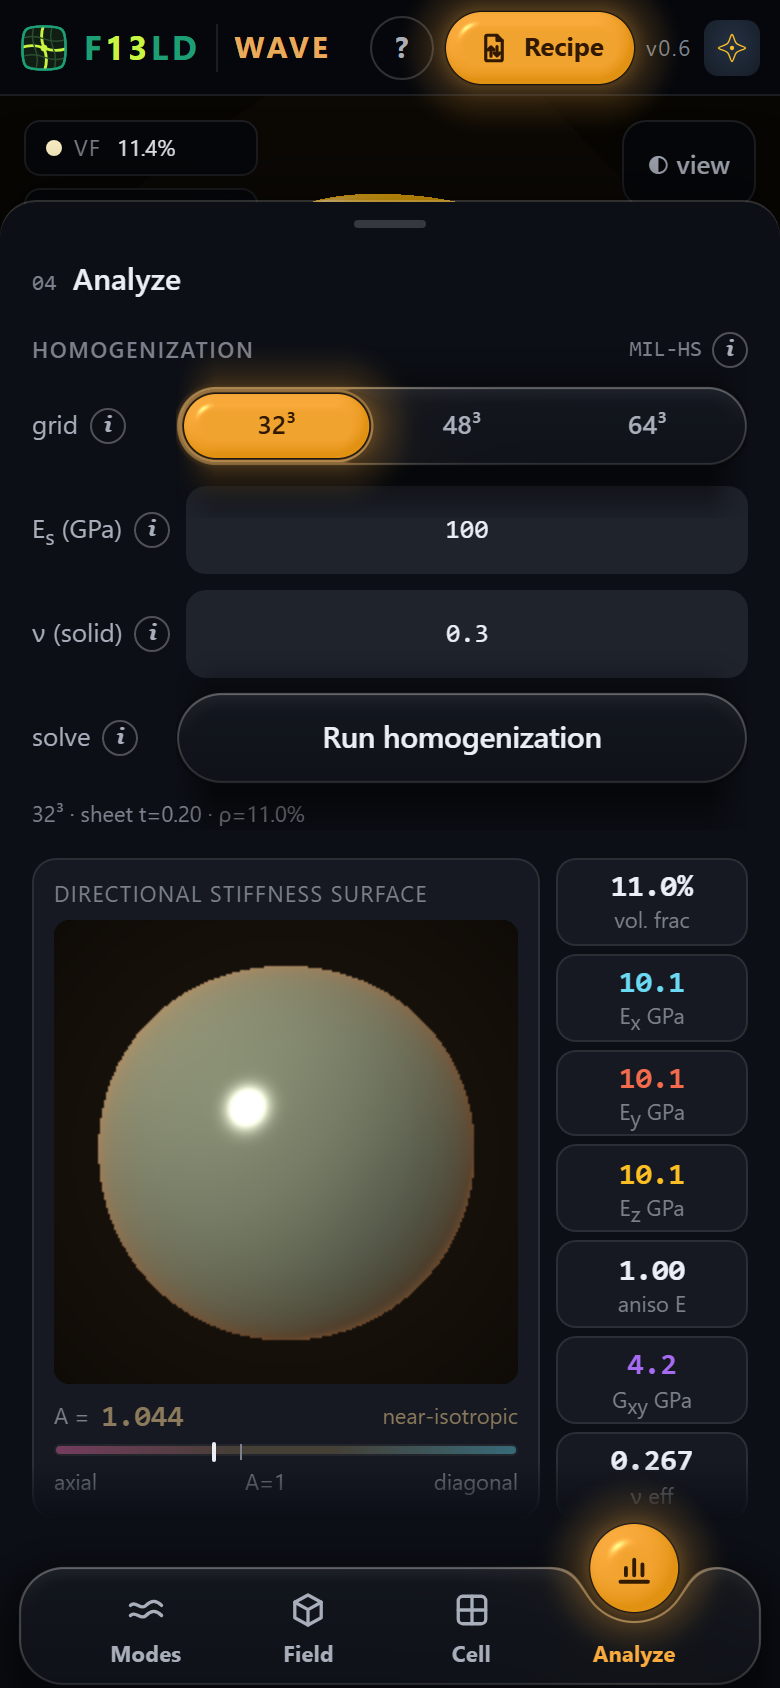 F13LD WAVE ? Recipe v0.6
VF 11.4%
view
04 Analyze
HOMOGENIZATION MIL-HS i
grid i 32³ 48³ 64³
Es (GPa) i 100
ν (solid) i 0.3
solve i Run homogenization
32³ · sheet t=0.20 · ρ=11.0%
DIRECTIONAL STIFFNESS SURFACE
A = 1.044 near-isotropic
axial A=1 diagonal
11.0%
vol. frac
10.1
Ex GPa
10.1
Ey GPa
10.1
Ez GPa
1.00
aniso E
4.2
Gxy GPa
0.267
ν eff
Modes Field Cell Analyze